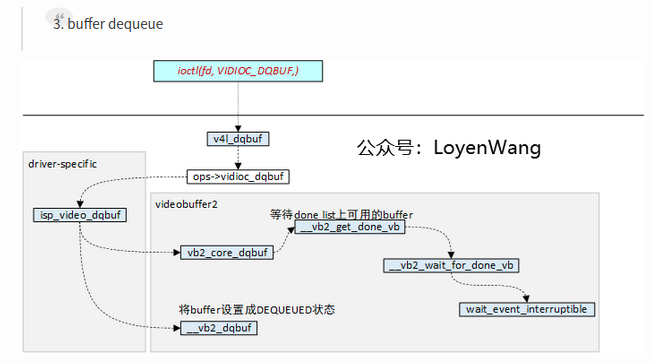 3. buffer dequeue
ioctl(fd, VIDIOC_DQBUF,)
v4l_dqbuf
公众号：LoyenWang
driver-specific
ops->vidioc_dqbuf
videobuffer2
isp_video_dqbuf
等待done list上可用的buffer
__vb2_get_done_vb
vb2_core_dqbuf
__vb2_wait_for_done_vb
将buffer设置成DEQUEUED状态
wait_event_interruptible
__vb2_dqbuf